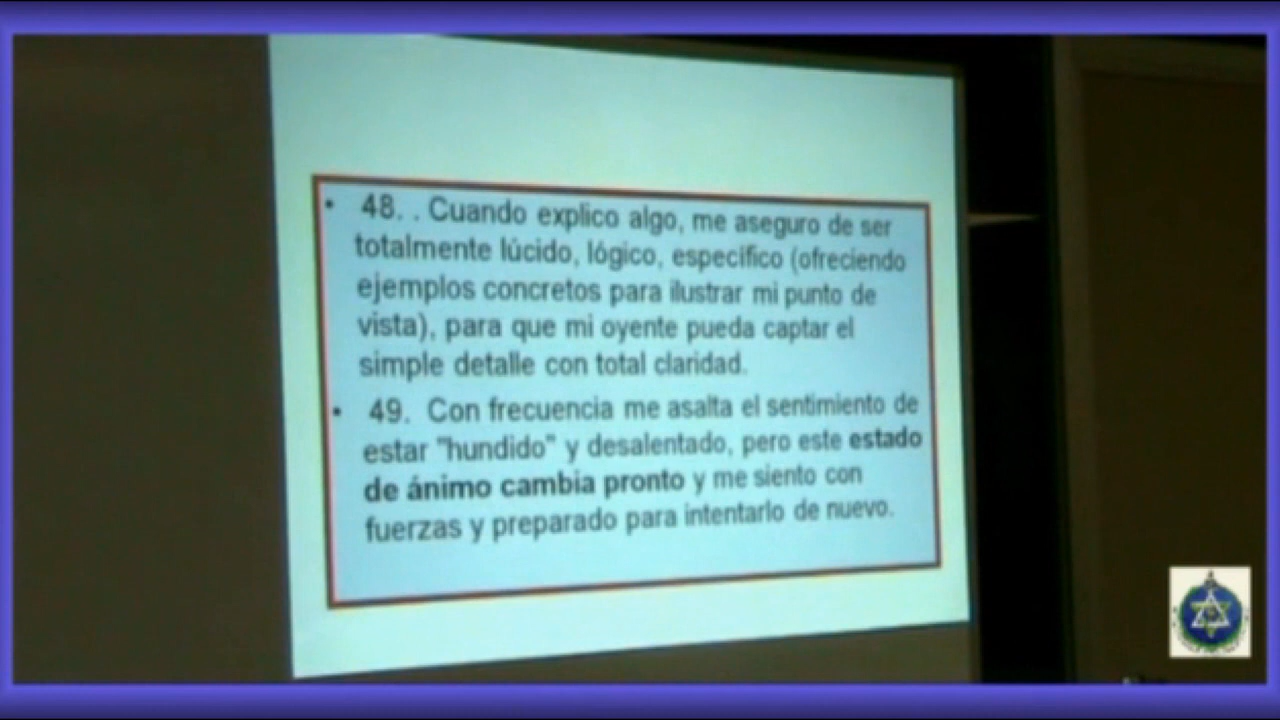 • 48. . Cuando explico algo, me aseguro de ser
totalmente lúcido, lógico, específico (ofreciendo
ejemplos concretos para ilustrar mi punto de
vista), para que mi oyente pueda captar el
simple detalle con total claridad.
• 49. Con frecuencia me asalta el sentimiento de
estar "hundido" y desalentado, pero este estado
de ánimo cambia pronto y me siento con
fuerzas y preparado para intentarlo de nuevo.